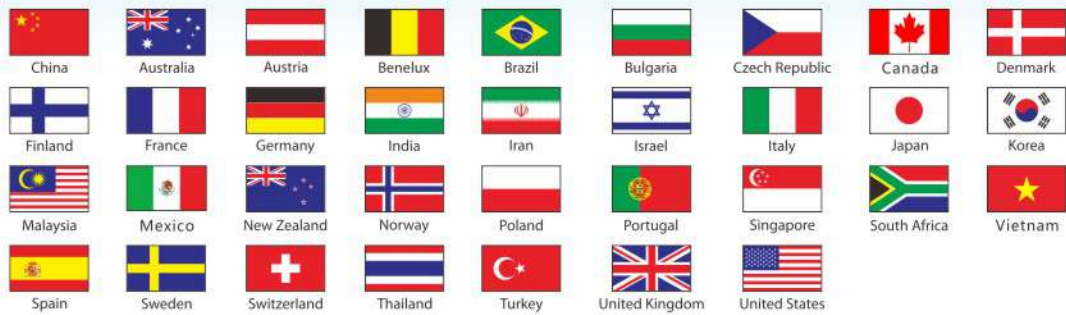 China Australia Austria Benelux Brazil Bulgaria Czech Republic Canada Denmark
Finland France Germany India Iran Israel Italy Japan Korea
Malaysia Mexico New Zealand Norway Poland Portugal Singapore South Africa Vietnam
Spain Sweden Switzerland Thailand Turkey United Kingdom United States